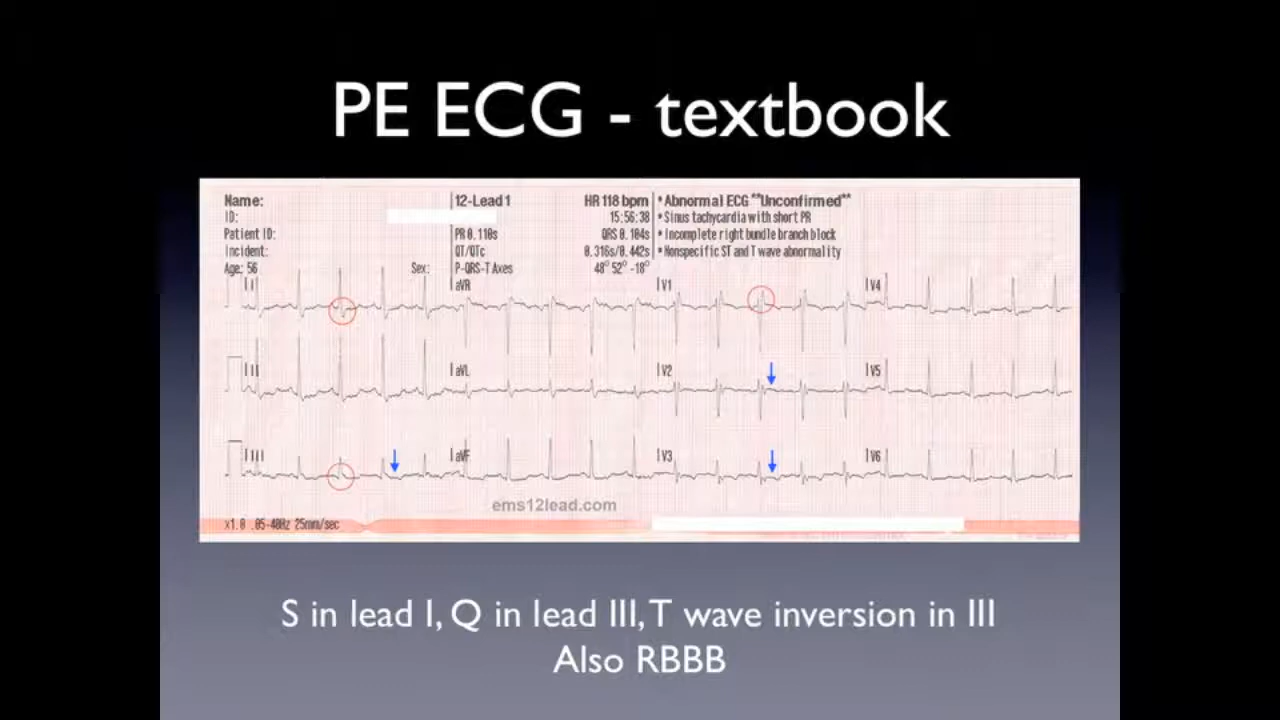 PE ECG - textbook
Name: 12-Lead 1 HR 118 bpm • Abnormal ECG **Unconfirmed**
ID: 15:56:38 • Sinus tachycardia with short PR
Patient ID: PR 0.110s QRS 0.104s • Incomplete right bundle branch block
Incident: QT/QTc 0.316s/0.442s • Nonspecific ST and T wave abnormality
Age: 56 Sex: P-QRS-T Axes 48° 52° -18°
I aVR V1 V4
II aVL V2 V5
III aVF V3 V6
ems12lead.com
x1.0 .05-40Hz 25mm/sec
S in lead I, Q in lead III, T wave inversion in III
Also RBBB